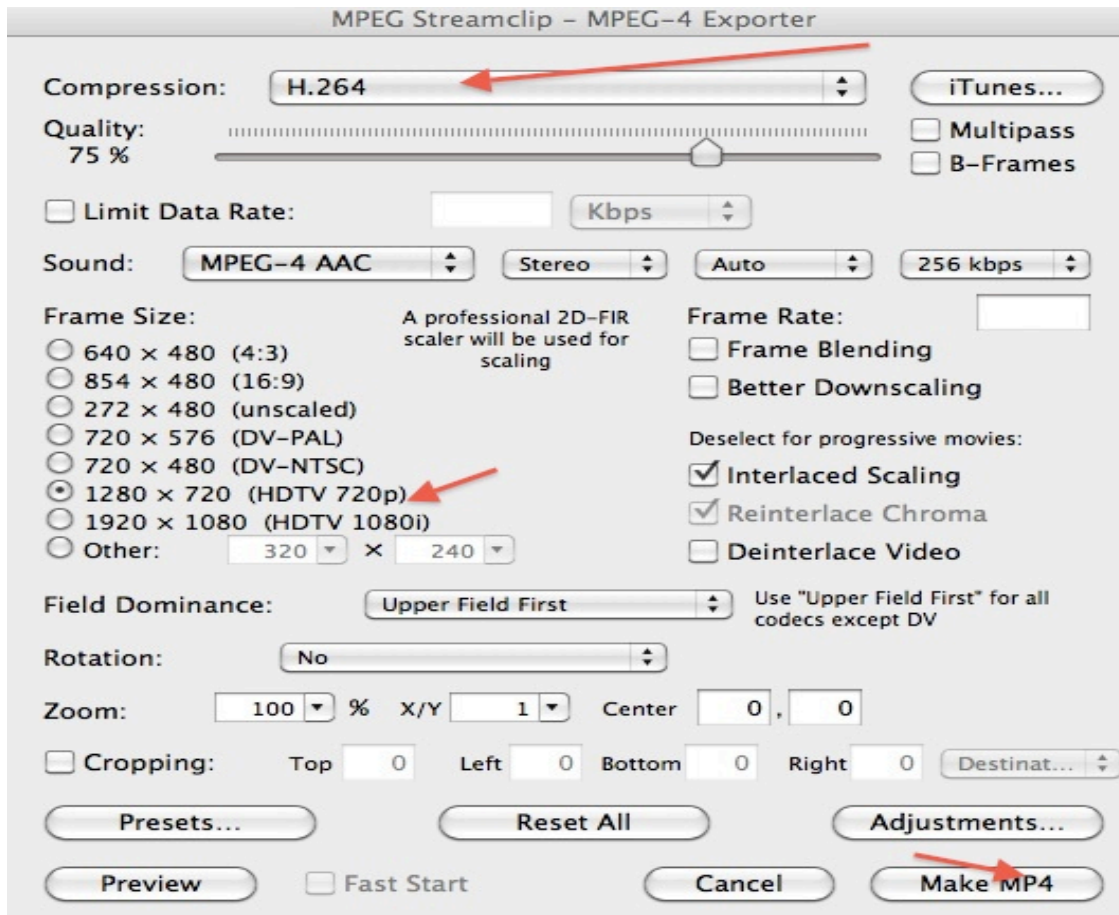 MPEG Streamclip – MPEG-4 Exporter
Compression: H.264 iTunes...
Quality: Multipass
75 % B-Frames
Limit Data Rate: Kbps
Sound: MPEG-4 AAC Stereo Auto 256 kbps
Frame Size:
A professional 2D-FIR
scaler will be used for
scaling
640 × 480 (4:3)
854 × 480 (16:9)
272 × 480 (unscaled)
720 × 576 (DV-PAL)
720 × 480 (DV-NTSC)
1280 × 720 (HDTV 720p)
1920 × 1080 (HDTV 1080i)
Other: 320 × 240
Frame Rate:
Frame Blending
Better Downscaling
Deselect for progressive movies:
Interlaced Scaling
Reinterlace Chroma
Deinterlace Video
Field Dominance: Upper Field First
Use "Upper Field First" for all
codecs except DV
Rotation: No
Zoom: 100 % X/Y 1 Center 0 , 0
Cropping: Top 0 Left 0 Bottom 0 Right 0 Destinat...
Presets... Reset All Adjustments...
Preview Fast Start Cancel Make MP4